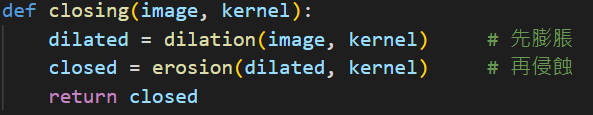 def closing(image, kernel):
    dilated = dilation(image, kernel)      # 先膨脹
    closed = erosion(dilated, kernel)      # 再侵蝕
    return closed